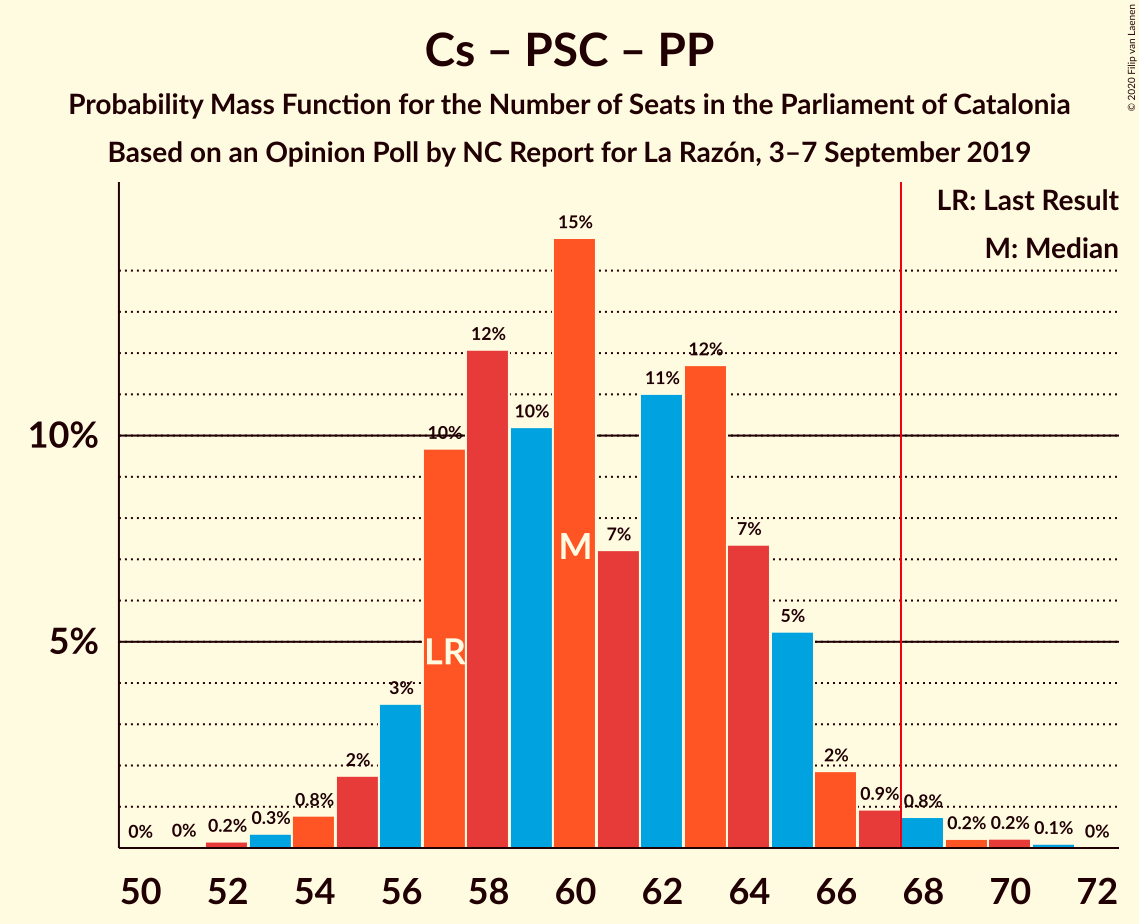 Cs – PSC – PP
Probability Mass Function for the Number of Seats in the Parliament of Catalonia
Based on an Opinion Poll by NC Report for La Razón, 3–7 September 2019
© 2020 Filip van Laenen
LR: Last Result
M: Median
15%
12%
12%
11%
10%
10%
10%
7%
7%
M
5%
5%
LR
3%
2%
2%
0%
0%
0.2%
0.3%
0.8%
0.9%
0.8%
0.2%
0.2%
0.1%
0%
50 52 54 56 58 60 62 64 66 68 70 72